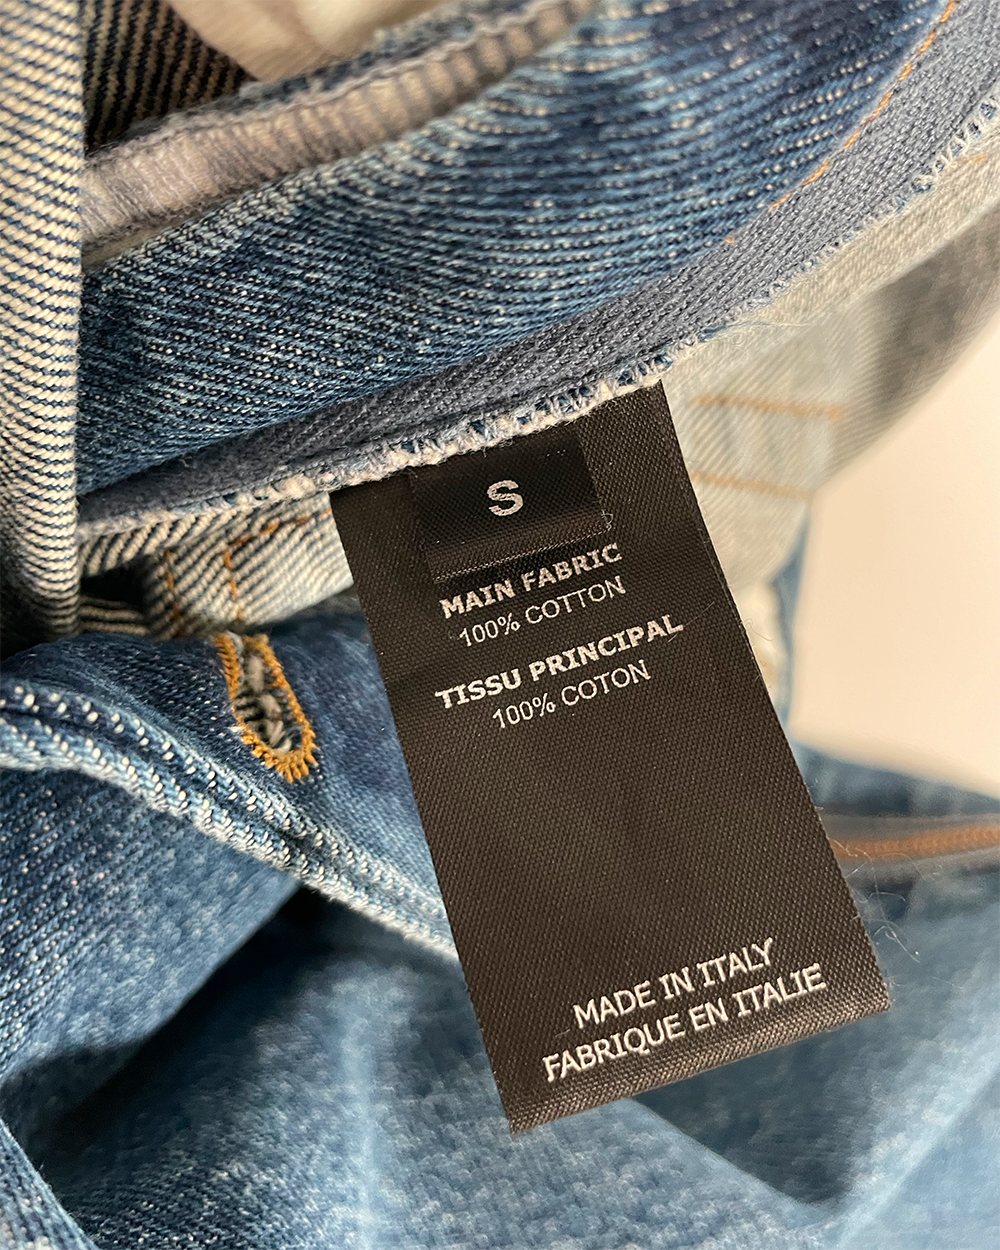 S
MAIN FABRIC
100% COTTON
TISSU PRINCIPAL
100% COTON
MADE IN ITALY
FABRIQUE EN ITALIE